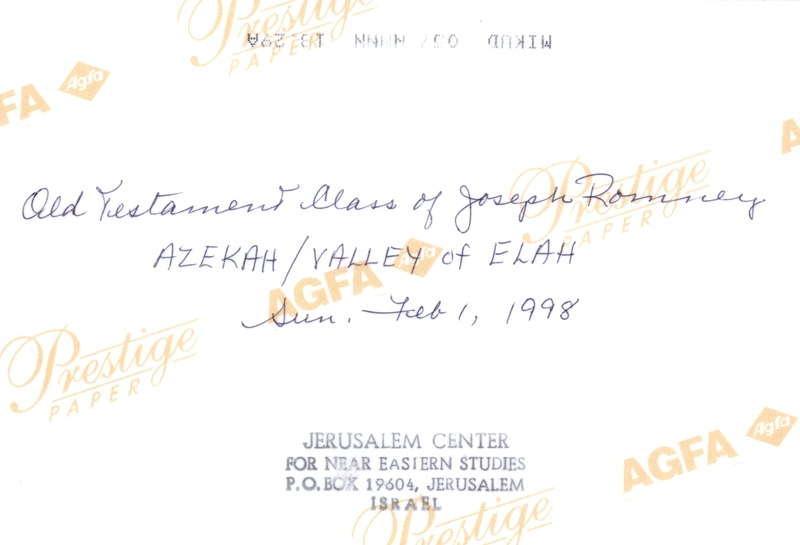 Prestige
PAPER
MIKUD 057 NNNN
AGFA Agfa
Old Testament Class of Joseph Romney
Prestige
PAPER
AZEKAH/VALLEY of ELAH
AGFA Agfa
Sun. Feb 1, 1998
Prestige
PAPER
JERUSALEM CENTER
FOR NEAR EASTERN STUDIES
P.O.BOX 19604, JERUSALEM
ISRAEL
AGFA Agfa
Prestige